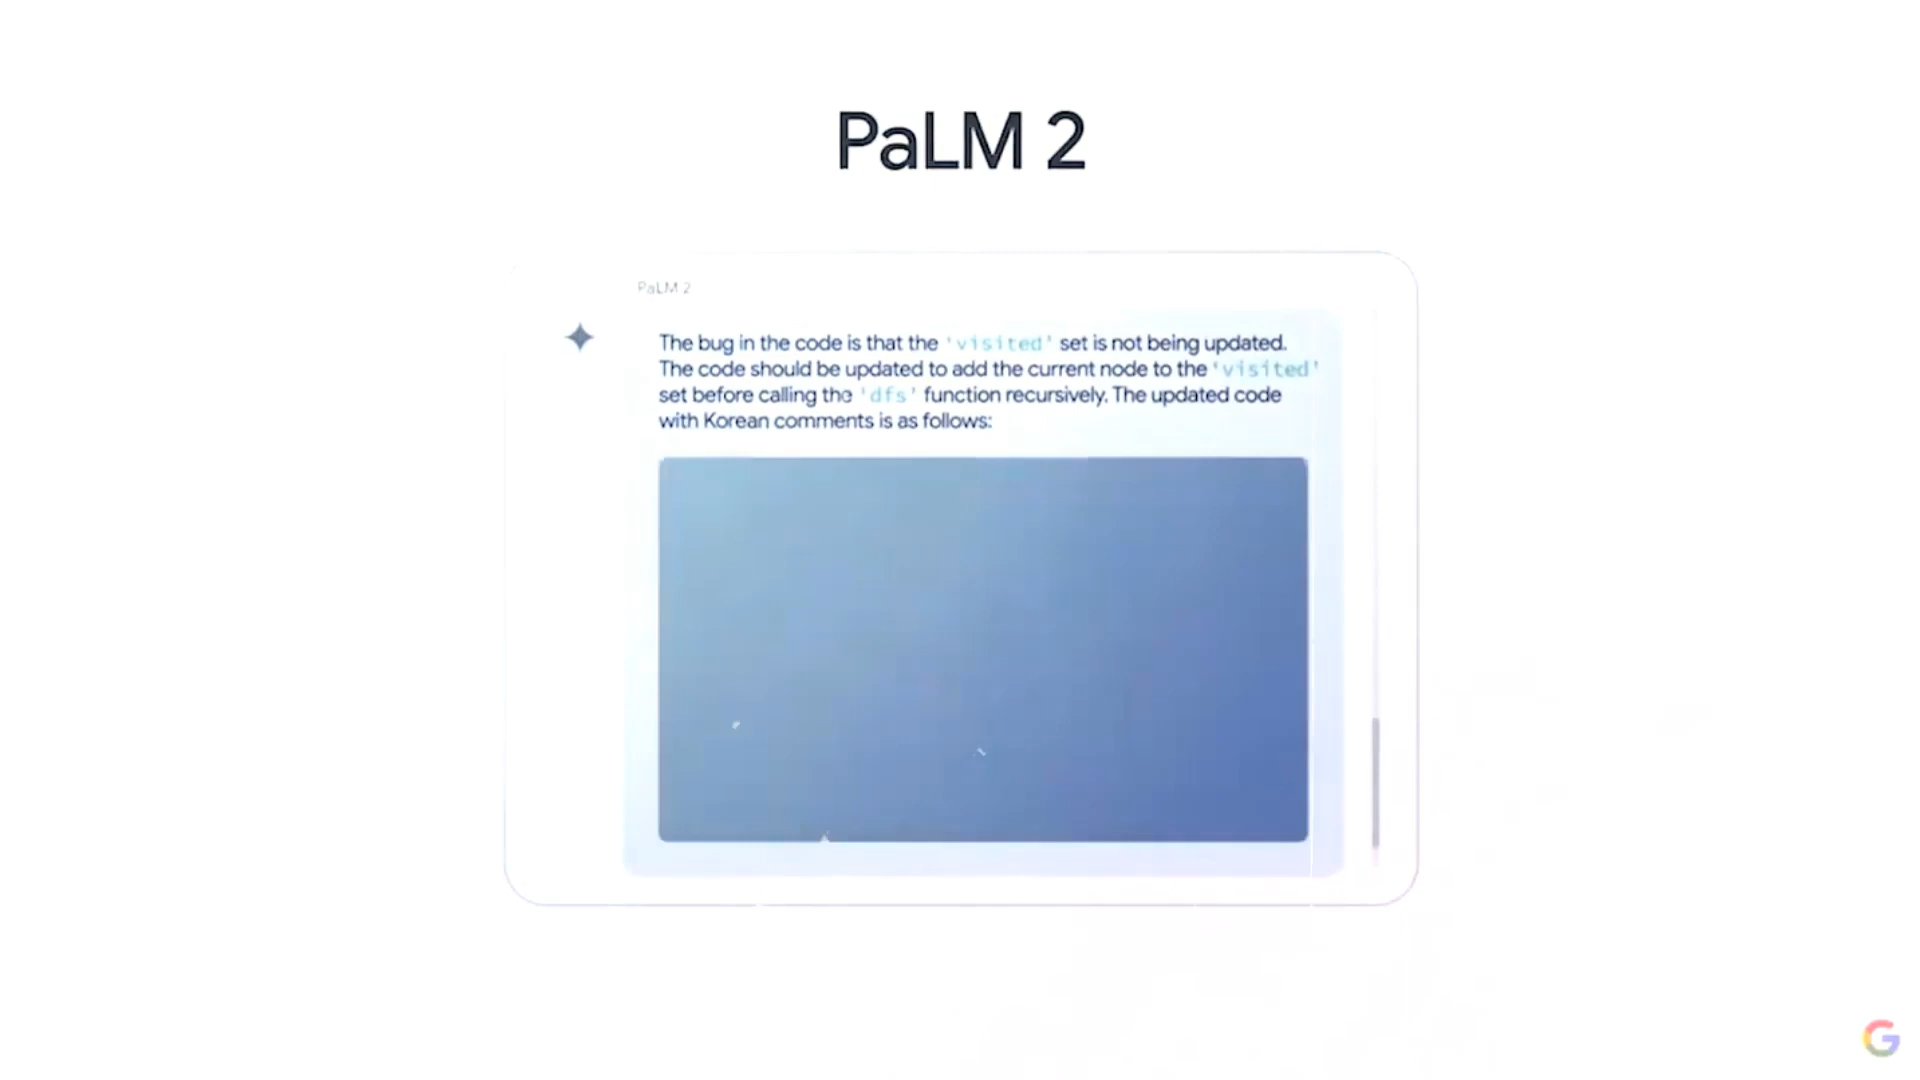 PaLM 2
PaLM 2
The bug in the code is that the 'visited' set is not being updated.
The code should be updated to add the current node to the 'visited'
set before calling the 'dfs' function recursively. The updated code
with Korean comments is as follows: